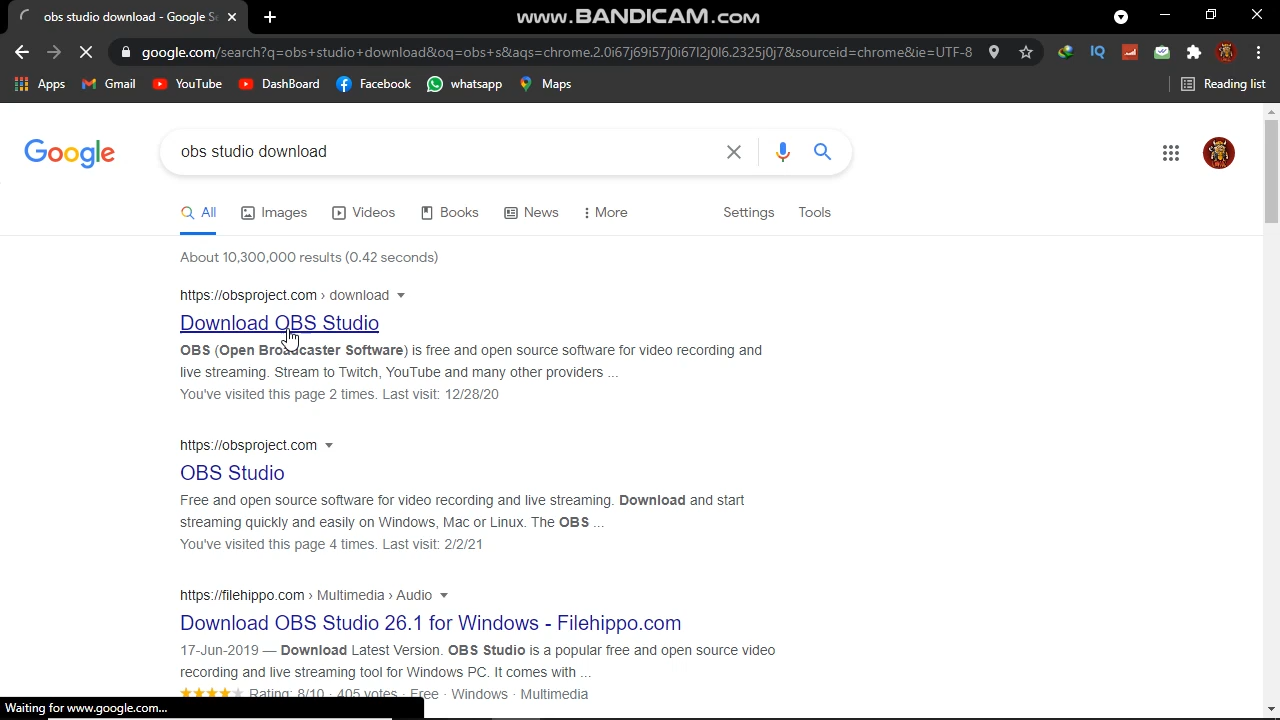 obs studio download - Google S
www.BANDICAM.com
google.com/search?q=obs+studio+download&oq=obs+s&aqs=chrome.2.0i67j69i57j0i67l2j0l6.2325j0j7&sourceid=chrome&ie=UTF-8
Apps Gmail YouTube DashBoard Facebook whatsapp Maps Reading list
Google obs studio download
All Images Videos Books News More Settings Tools
About 10,300,000 results (0.42 seconds)
https://obsproject.com › download
Download OBS Studio
OBS (Open Broadcaster Software) is free and open source software for video recording and
live streaming. Stream to Twitch, YouTube and many other providers ...
You've visited this page 2 times. Last visit: 12/28/20
https://obsproject.com
OBS Studio
Free and open source software for video recording and live streaming. Download and start
streaming quickly and easily on Windows, Mac or Linux. The OBS ...
You've visited this page 4 times. Last visit: 2/2/21
https://filehippo.com › Multimedia › Audio
Download OBS Studio 26.1 for Windows - Filehippo.com
17-Jun-2019 — Download Latest Version. OBS Studio is a popular free and open source video
recording and live streaming tool for Windows PC. It comes with ...
Rating: 8/10 · 405 votes · Free · Windows · Multimedia
Waiting for www.google.com...